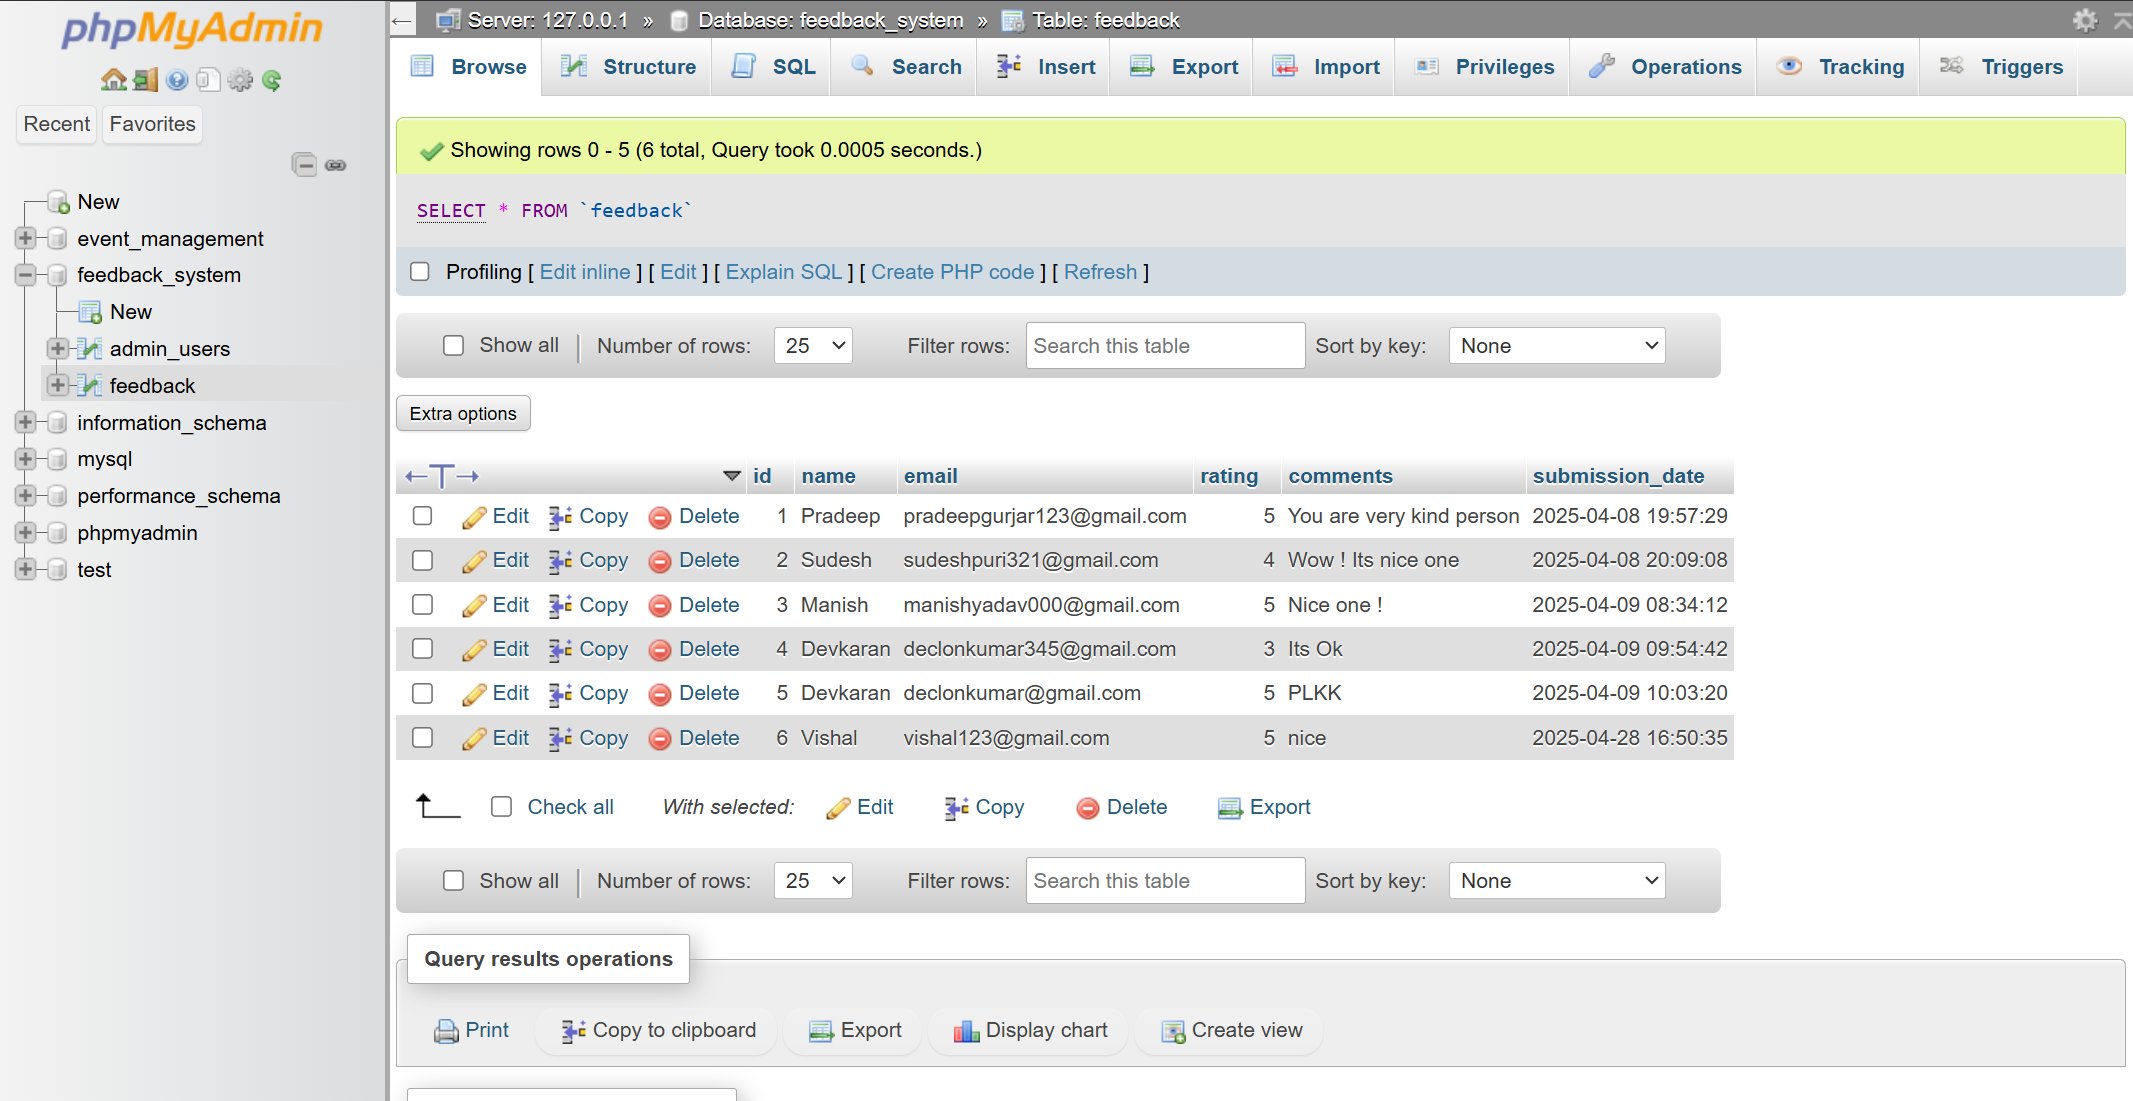 phpMyAdmin
Recent Favorites
New
event_management
feedback_system
New
admin_users
feedback
information_schema
mysql
performance_schema
phpmyadmin
test
Server: 127.0.0.1 » Database: feedback_system » Table: feedback
Browse Structure SQL Search Insert Export Import Privileges Operations Tracking Triggers
Showing rows 0 - 5 (6 total, Query took 0.0005 seconds.)
SELECT * FROM `feedback`
Profiling [ Edit inline ] [ Edit ] [ Explain SQL ] [ Create PHP code ] [ Refresh ]
Show all Number of rows: 25 Filter rows: Search this table Sort by key: None
Extra options
←T→ id name email rating comments submission_date
Edit Copy Delete 1 Pradeep pradeepgurjar123@gmail.com 5 You are very kind person 2025-04-08 19:57:29
Edit Copy Delete 2 Sudesh sudeshpuri321@gmail.com 4 Wow ! Its nice one 2025-04-08 20:09:08
Edit Copy Delete 3 Manish manishyadav000@gmail.com 5 Nice one ! 2025-04-09 08:34:12
Edit Copy Delete 4 Devkaran declonkumar345@gmail.com 3 Its Ok 2025-04-09 09:54:42
Edit Copy Delete 5 Devkaran declonkumar@gmail.com 5 PLKK 2025-04-09 10:03:20
Edit Copy Delete 6 Vishal vishal123@gmail.com 5 nice 2025-04-28 16:50:35
Check all With selected: Edit Copy Delete Export
Show all Number of rows: 25 Filter rows: Search this table Sort by key: None
Query results operations
Print Copy to clipboard Export Display chart Create view